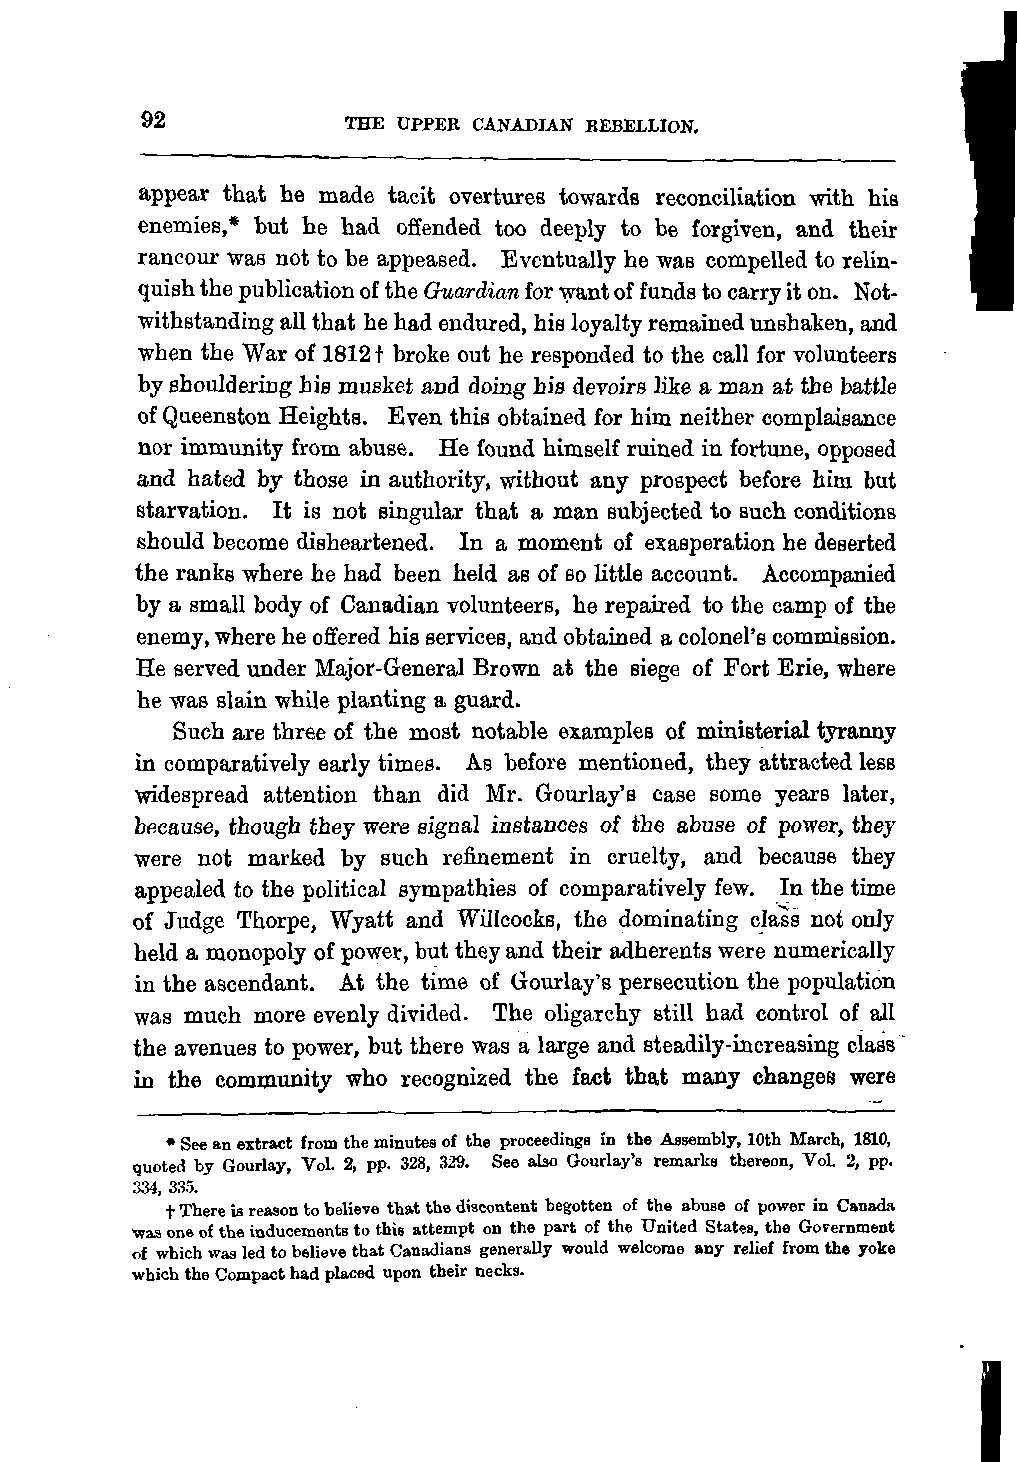 92
THE UPPER CANADIAN REBELLION.
appear that he made tacit overtures towards reconciliation with his
enemies,* but he had offended too deeply to be forgiven, and their
rancour was not to be appeased. Eventually he was compelled to relin-
quish the publication of the Guardian for want of funds to carry it on. Not-
withstanding all that he had endured, his loyalty remained unshaken, and
when the War of 1812† broke out he responded to the call for volunteers
by shouldering his musket and doing his devoirs like a man at the battle
of Queenston Heights. Even this obtained for him neither complaisance
nor immunity from abuse. He found himself ruined in fortune, opposed
and hated by those in authority, without any prospect before him but
starvation. It is not singular that a man subjected to such conditions
should become disheartened. In a moment of exasperation he deserted
the ranks where he had been held as of so little account. Accompanied
by a small body of Canadian volunteers, he repaired to the camp of the
enemy, where he offered his services, and obtained a colonel's commission.
He served under Major-General Brown at the siege of Fort Erie, where
he was slain while planting a guard.
Such are three of the most notable examples of ministerial tyranny
in comparatively early times. As before mentioned, they attracted less
widespread attention than did Mr. Gourlay's case some years later,
because, though they were signal instances of the abuse of power, they
were not marked by such refinement in cruelty, and because they
appealed to the political sympathies of comparatively few. In the time
of Judge Thorpe, Wyatt and Willcocks, the dominating class not only
held a monopoly of power, but they and their adherents were numerically
in the ascendant. At the time of Gourlay's persecution the population
was much more evenly divided. The oligarchy still had control of all
the avenues to power, but there was a large and steadily-increasing class
in the community who recognized the fact that many changes were
* See an extract from the minutes of the proceedings in the Assembly, 10th March, 1810,
quoted by Gourlay, Vol. 2, pp. 328, 329. See also Gourlay's remarks thereon, Vol. 2, pp.
334, 335.
† There is reason to believe that the discontent begotten of the abuse of power in Canada
was one of the inducements to this attempt on the part of the United States, the Government
of which was led to believe that Canadians generally would welcome any relief from the yoke
which the Compact had placed upon their necks.